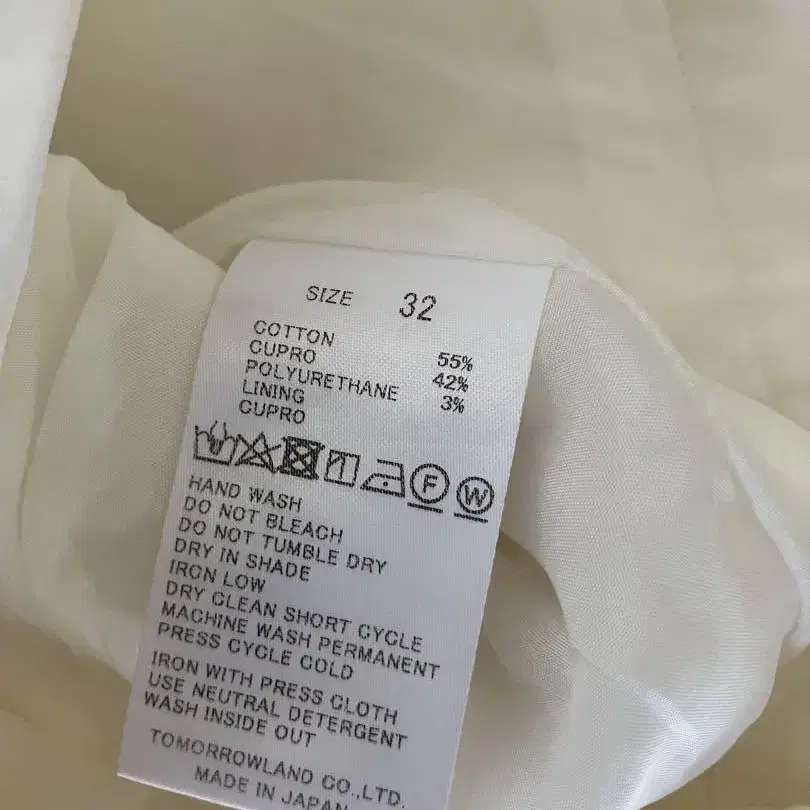 SIZE 32
COTTON 55%
CUPRO 42%
POLYURETHANE 3%
LINING
CUPRO
F W
HAND WASH
DO NOT BLEACH
DO NOT TUMBLE DRY
DRY IN SHADE
IRON LOW
DRY CLEAN SHORT CYCLE
MACHINE WASH PERMANENT
PRESS CYCLE COLD
IRON WITH PRESS CLOTH
USE NEUTRAL DETERGENT
WASH INSIDE OUT
TOMORROWLAND CO.,LTD.
MADE IN JAPAN